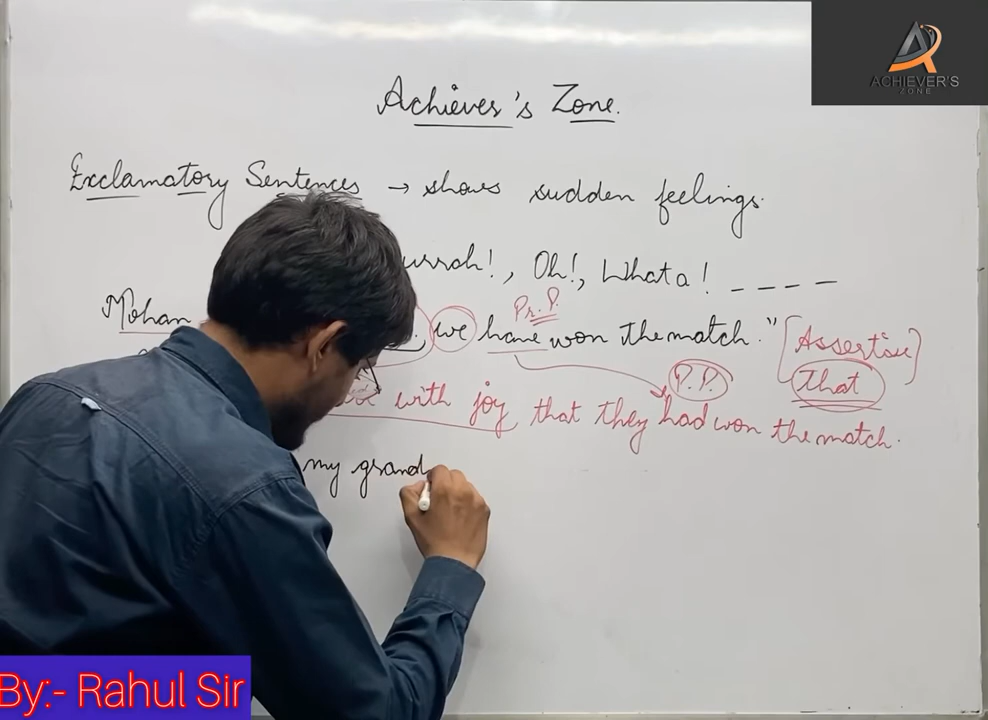 ACHIEVER'S
ZONE
Achieves's Zone.
Exclamatory Sentences → shows sudden feelings.
urrah!, Oh!, What a! _ _ _ _
Pr. P.
Mohan we have won the match." [Assertive
That]
P.P.
with joy that they had won the match.
my grand
By:- Rahul Sir